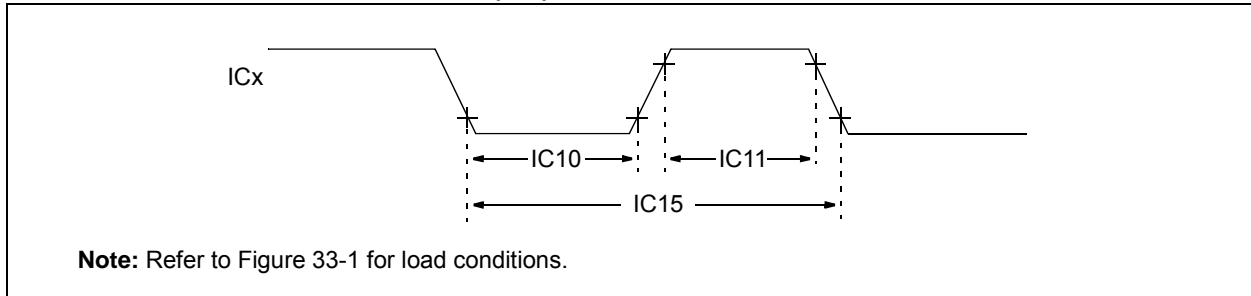 ICx
IC10
IC11
IC15
Note: Refer to Figure 33-1 for load conditions.